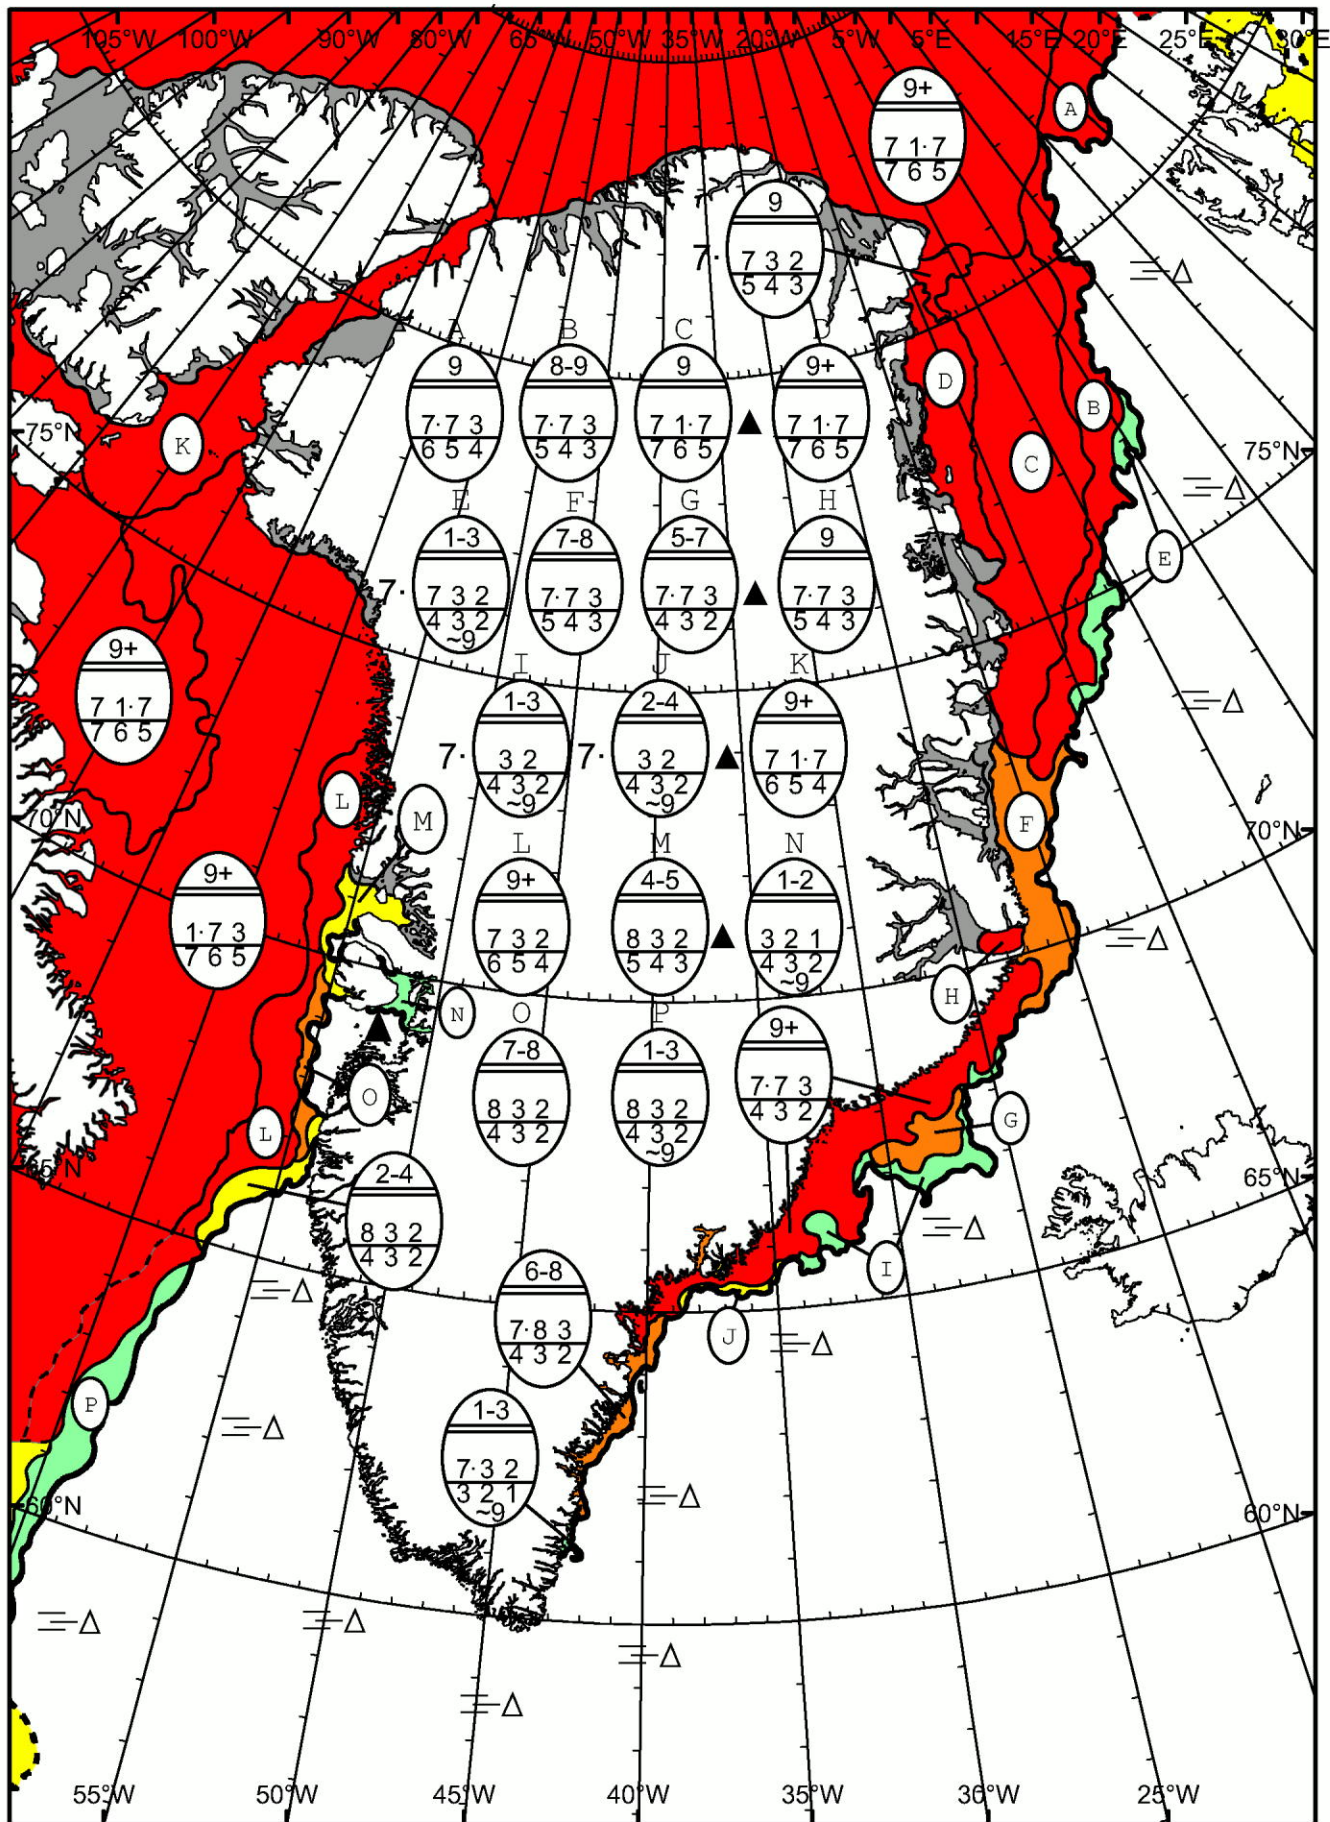 105°W 100°W 90°W 80°W 65°W 50°W 35°W 20°W 5°W 5°E 15°E 20°E 25°E 30°E
9+
7 1·7
7 6 5
A
9
7· 7 3 2
5 4 3
A B C D
9 8-9 9 9+
7·7 3 7·7 3 7 1·7 ▲ 7 1·7
6 5 4 5 4 3 7 6 5 7 6 5
D
B
75°N
K
C
75°N
E F G H
1-3 7-8 5-7 9
7· 7 3 2 7·7 3 7·7 3 ▲ 7·7 3
4 3 2 5 4 3 4 3 2 5 4 3
~9
E
9+
7 1·7
7 6 5
I J K
1-3 2-4 9+
7· 3 2 7· 3 2 ▲ 7 1·7
4 3 2 4 3 2 6 5 4
~9 ~9
L
M
70°N
F
70°N
L M N
9+ 4-5 1-2
7 3 2 8 3 2 ▲ 3 2 1
6 5 4 5 4 3 4 3 2
~9
9+
1·7 3
7 6 5
H
N
O P
7-8 1-3
8 3 2 8 3 2
4 3 2 4 3 2
~9
9+
7·7 3
4 3 2
O
G
L
65°N
65°N
2-4
8 3 2
4 3 2
I
6-8
7·8 3
4 3 2
J
P
1-3
7·3 2
3 2 1
~9
60°N
60°N
55°W 50°W 45°W 40°W 35°W 30°W 25°W